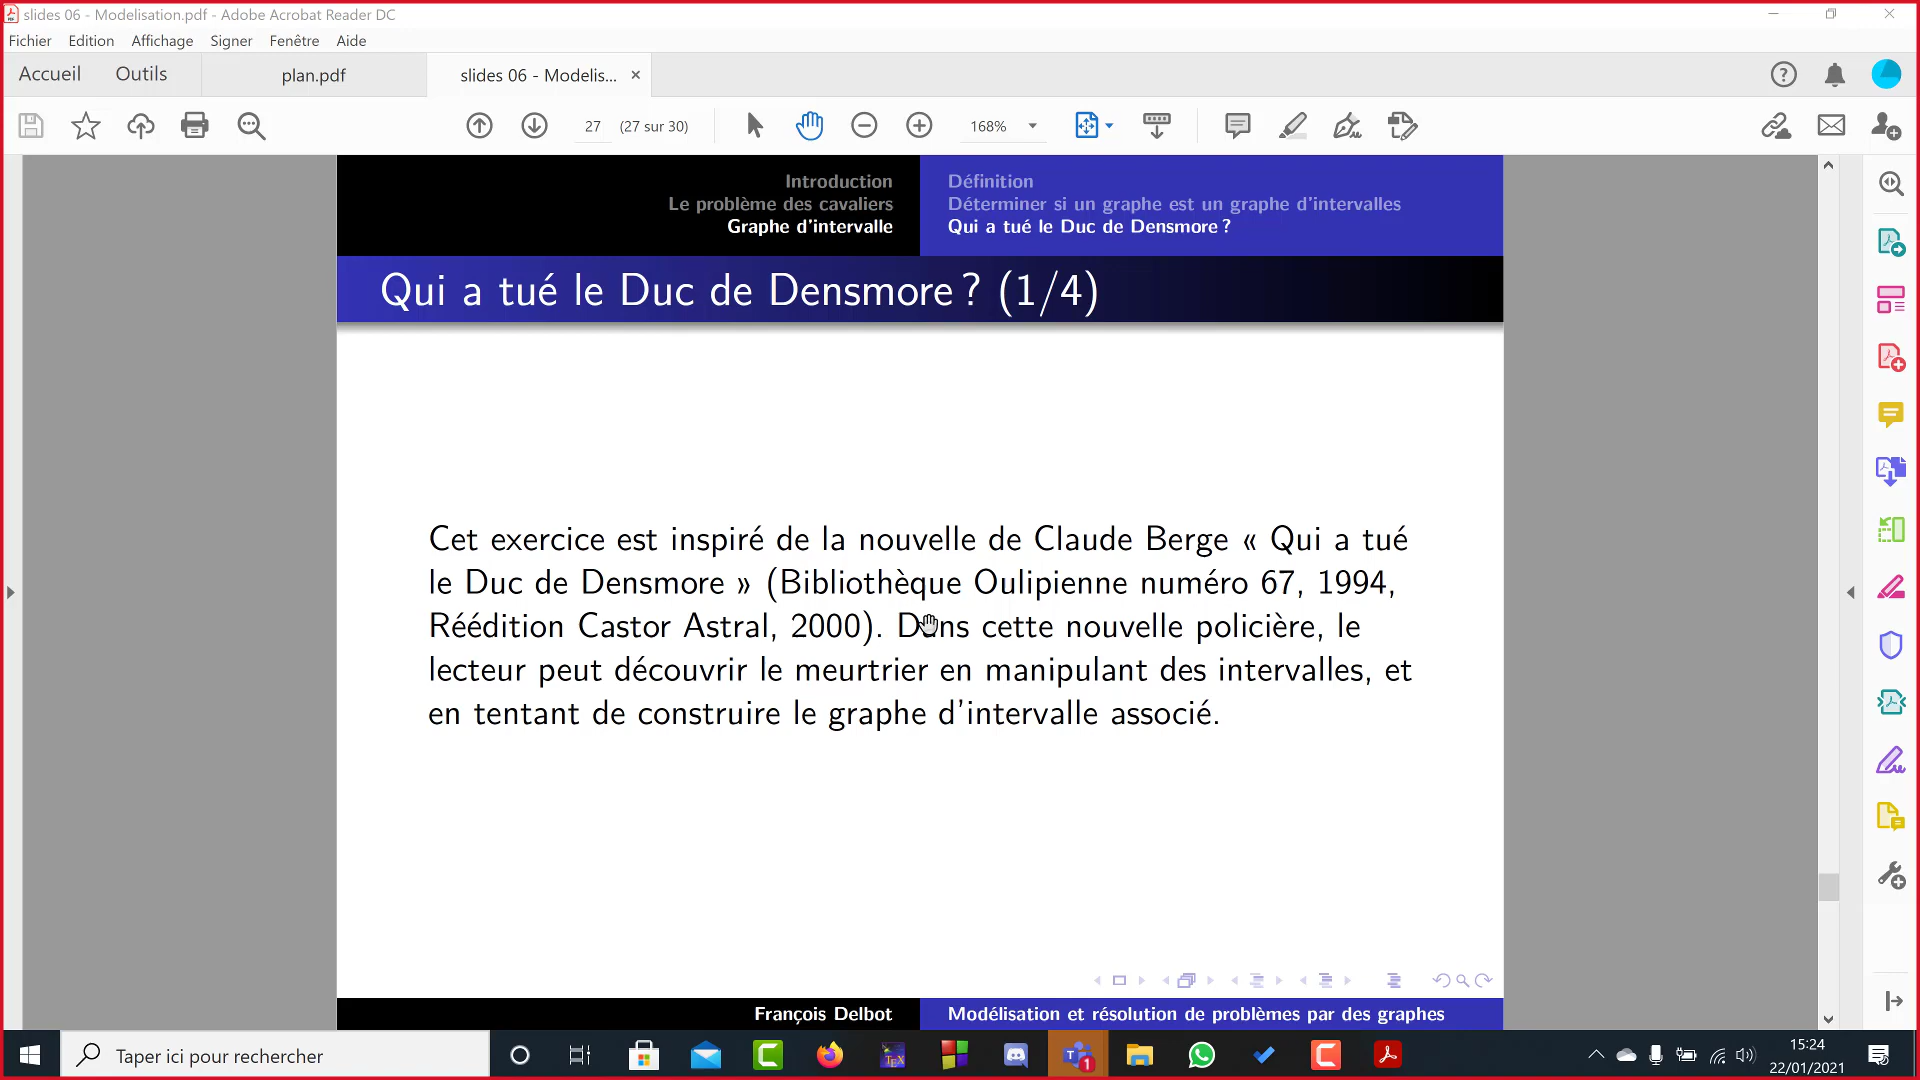 slides 06 - Modelisation.pdf - Adobe Acrobat Reader DC
Fichier Edition Affichage Signer Fenêtre Aide
Accueil Outils plan.pdf slides 06 - Modelis... ×
27 (27 sur 30) 168%
Introduction
Le problème des cavaliers
Graphe d'intervalle
Définition
Déterminer si un graphe est un graphe d'intervalles
Qui a tué le Duc de Densmore ?
Qui a tué le Duc de Densmore ? (1/4)
Cet exercice est inspiré de la nouvelle de Claude Berge « Qui a tué
le Duc de Densmore » (Bibliothèque Oulipienne numéro 67, 1994,
Réédition Castor Astral, 2000). Dans cette nouvelle policière, le
lecteur peut découvrir le meurtrier en manipulant des intervalles, et
en tentant de construire le graphe d'intervalle associé.
François Delbot
Modélisation et résolution de problèmes par des graphes
Taper ici pour rechercher
15:24
22/01/2021